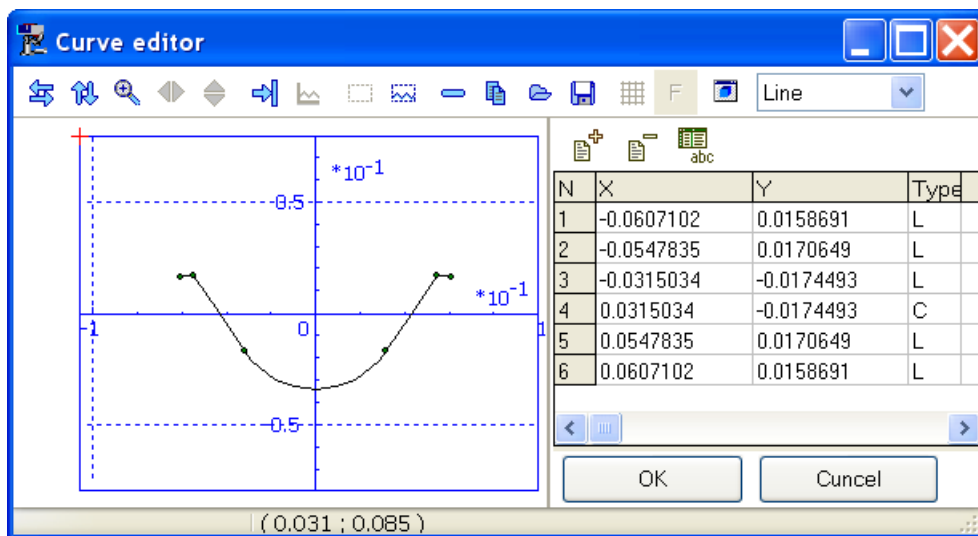 Curve editor
F Line
abc
*10-1
0.5
*10-1
-1 0 1
-0.5
N X Y Type
1 -0.0607102 0.0158691 L
2 -0.0547835 0.0170649 L
3 -0.0315034 -0.0174493 L
4 0.0315034 -0.0174493 C
5 0.0547835 0.0170649 L
6 0.0607102 0.0158691 L
OK Cuncel
(0.031 ; 0.085)